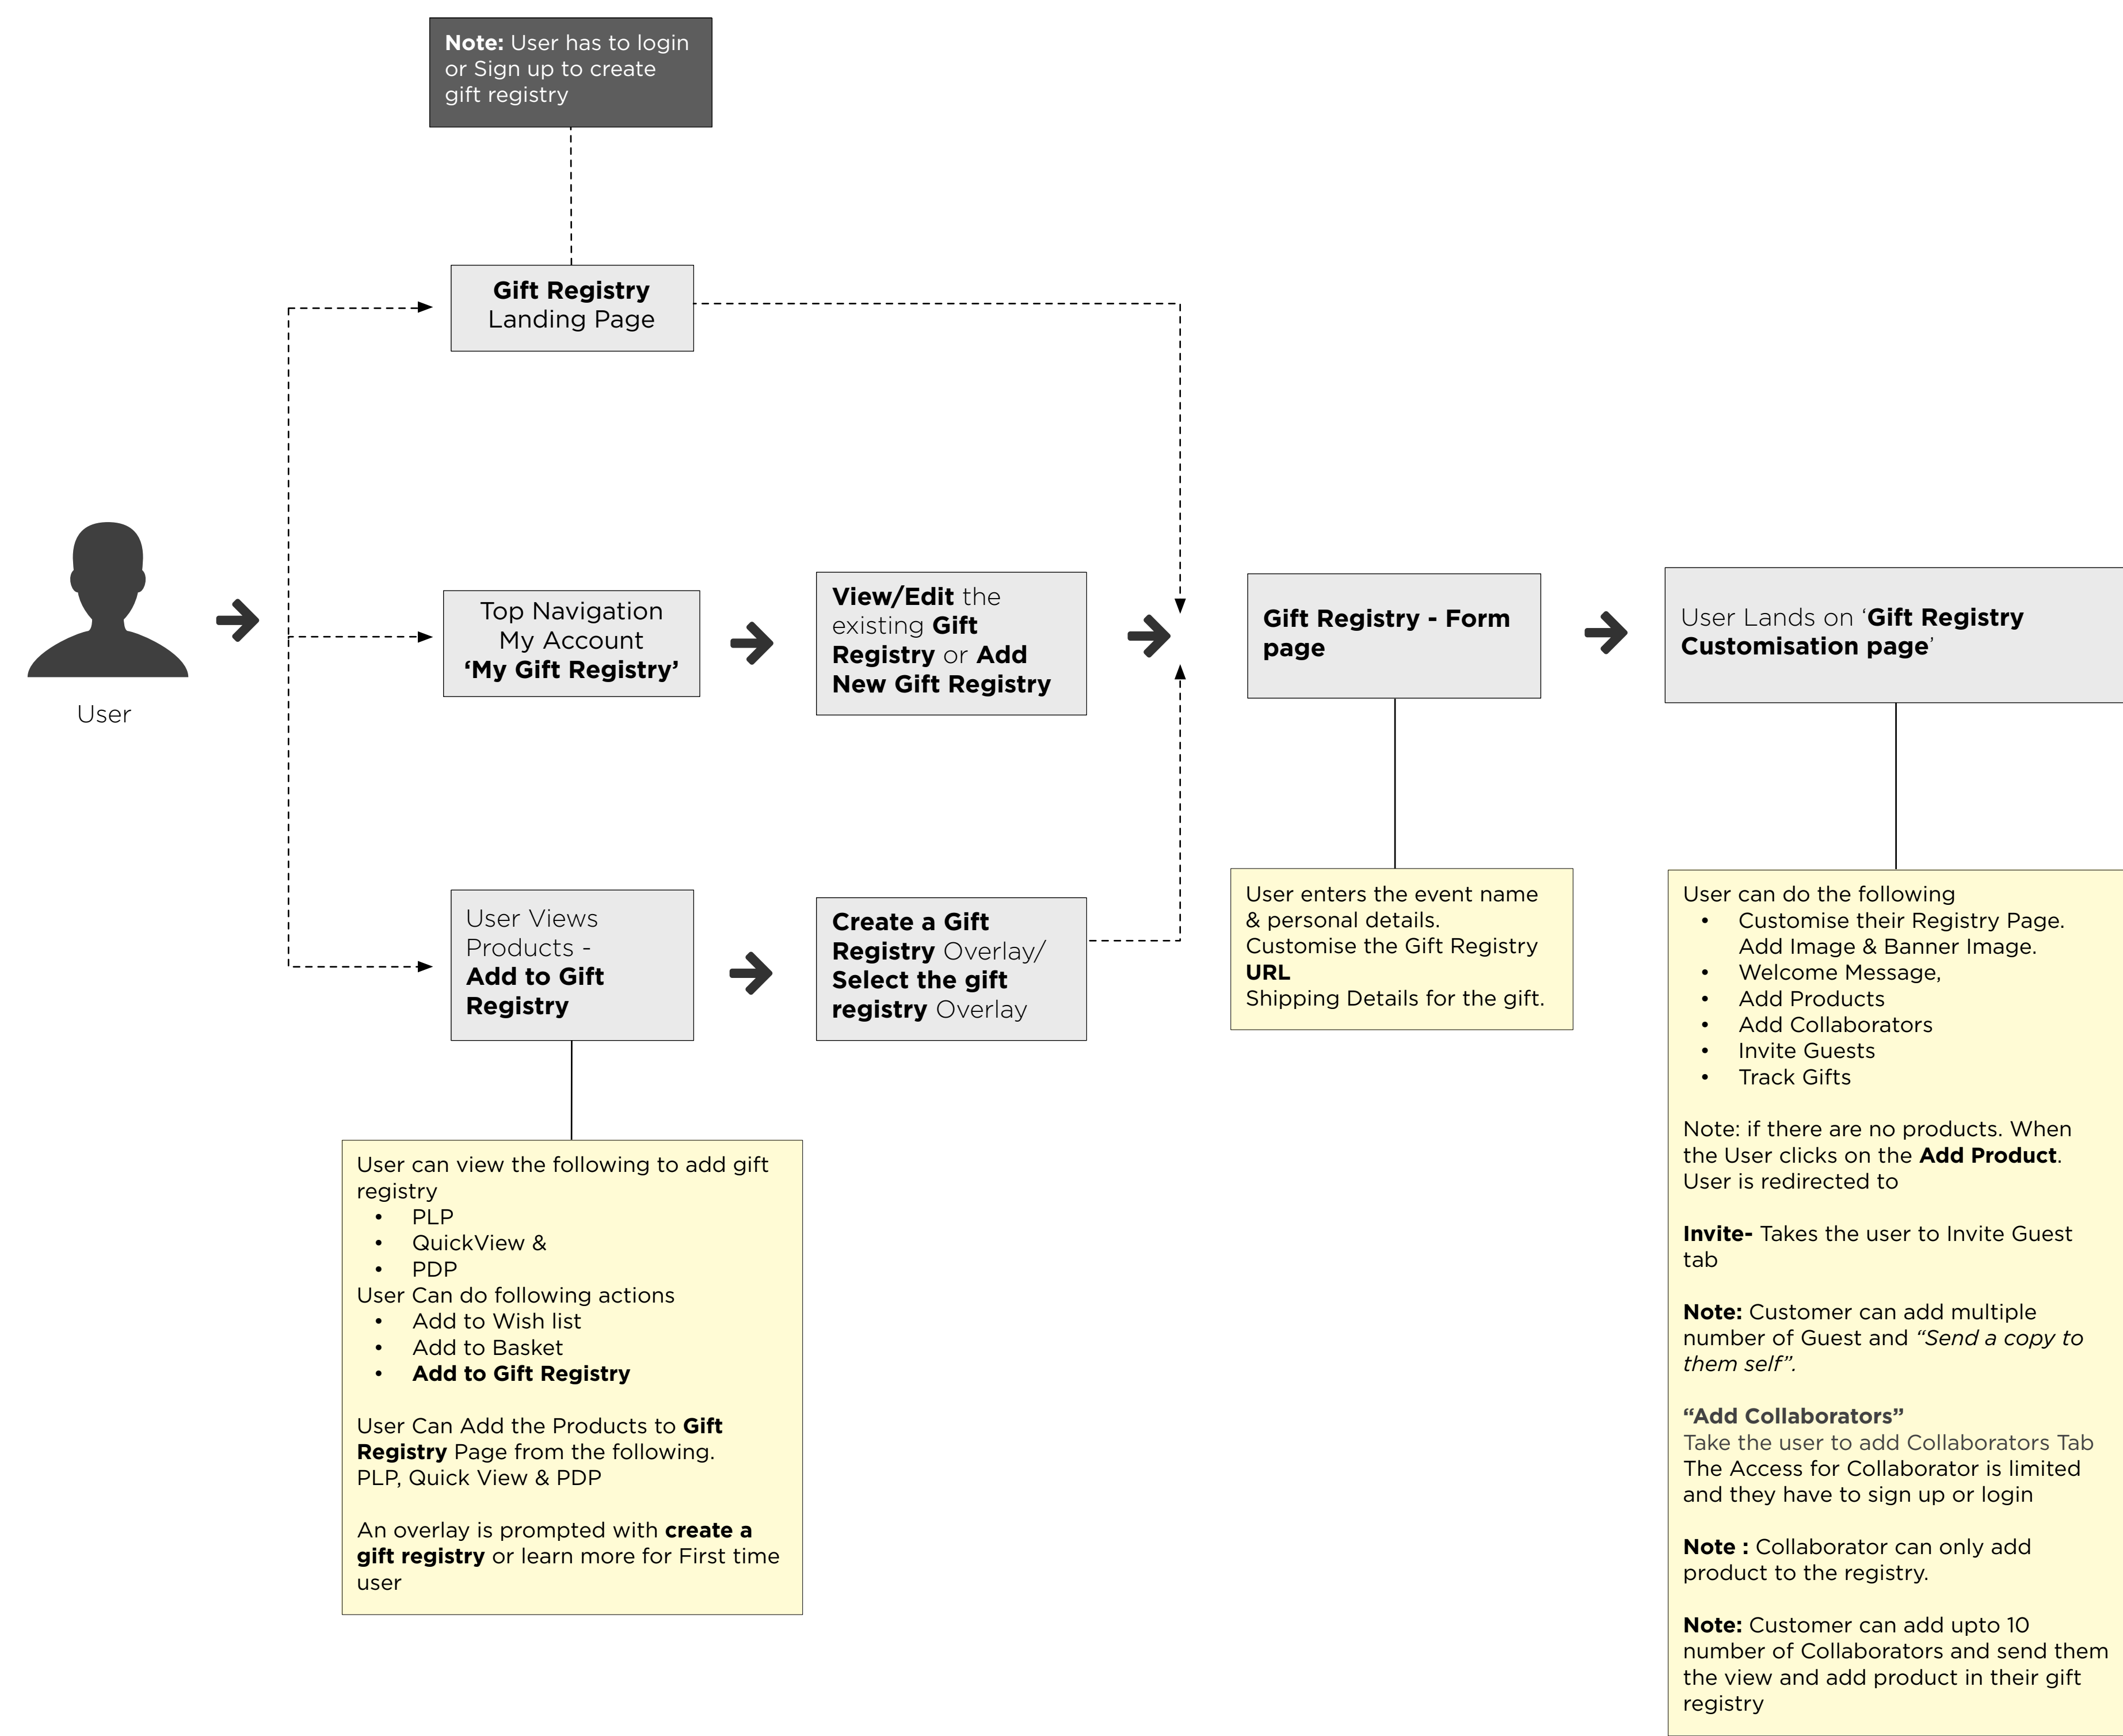 Note: User has to login
or Sign up to create
gift registry
Gift Registry
Landing Page
User
Top Navigation
My Account
‘My Gift Registry’
View/Edit the
existing Gift
Registry or Add
New Gift Registry
Gift Registry - Form
page
User Lands on ‘Gift Registry
Customisation page’
User Views
Products -
Add to Gift
Registry
Create a Gift
Registry Overlay/
Select the gift
registry Overlay
User enters the event name
& personal details.
Customise the Gift Registry
URL
Shipping Details for the gift.
User can view the following to add gift
registry
• PLP
• QuickView &
• PDP
User Can do following actions
• Add to Wish list
• Add to Basket
• Add to Gift Registry
User Can Add the Products to Gift
Registry Page from the following.
PLP, Quick View & PDP
An overlay is prompted with create a
gift registry or learn more for First time
user
User can do the following
• Customise their Registry Page.
Add Image & Banner Image.
• Welcome Message,
• Add Products
• Add Collaborators
• Invite Guests
• Track Gifts
Note: if there are no products. When
the User clicks on the Add Product.
User is redirected to
Invite- Takes the user to Invite Guest
tab
Note: Customer can add multiple
number of Guest and “Send a copy to
them self”.
“Add Collaborators”
Take the user to add Collaborators Tab
The Access for Collaborator is limited
and they have to sign up or login
Note : Collaborator can only add
product to the registry.
Note: Customer can add upto 10
number of Collaborators and send them
the view and add product in their gift
registry